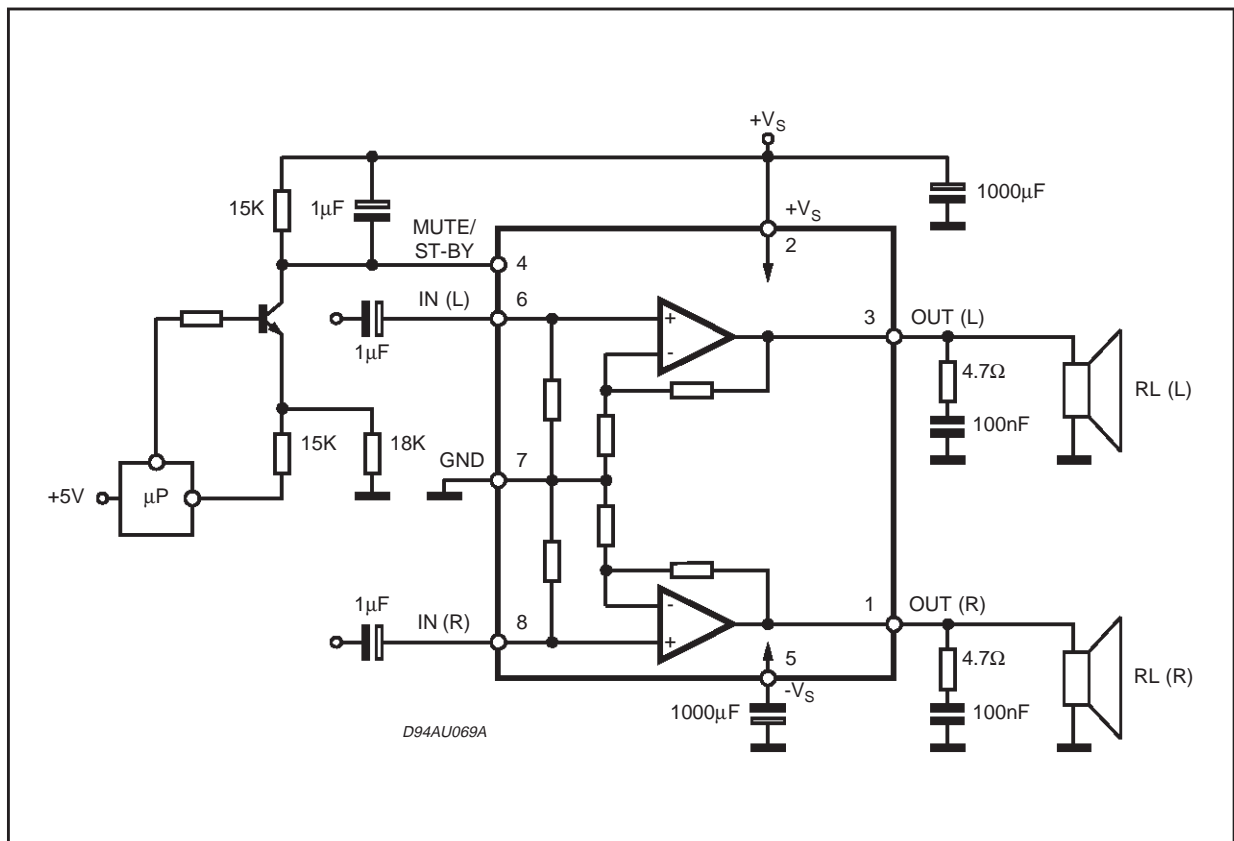 +VS
15K
1μF
1000μF
MUTE/
ST-BY
+VS
2
4
IN (L)
6
1μF
+
-
3
OUT (L)
4.7Ω
RL (L)
100nF
15K
18K
GND
7
+5V
μP
1μF
IN (R)
8
-
+
1
OUT (R)
5
-VS
4.7Ω
RL (R)
1000μF
100nF
D94AU069A